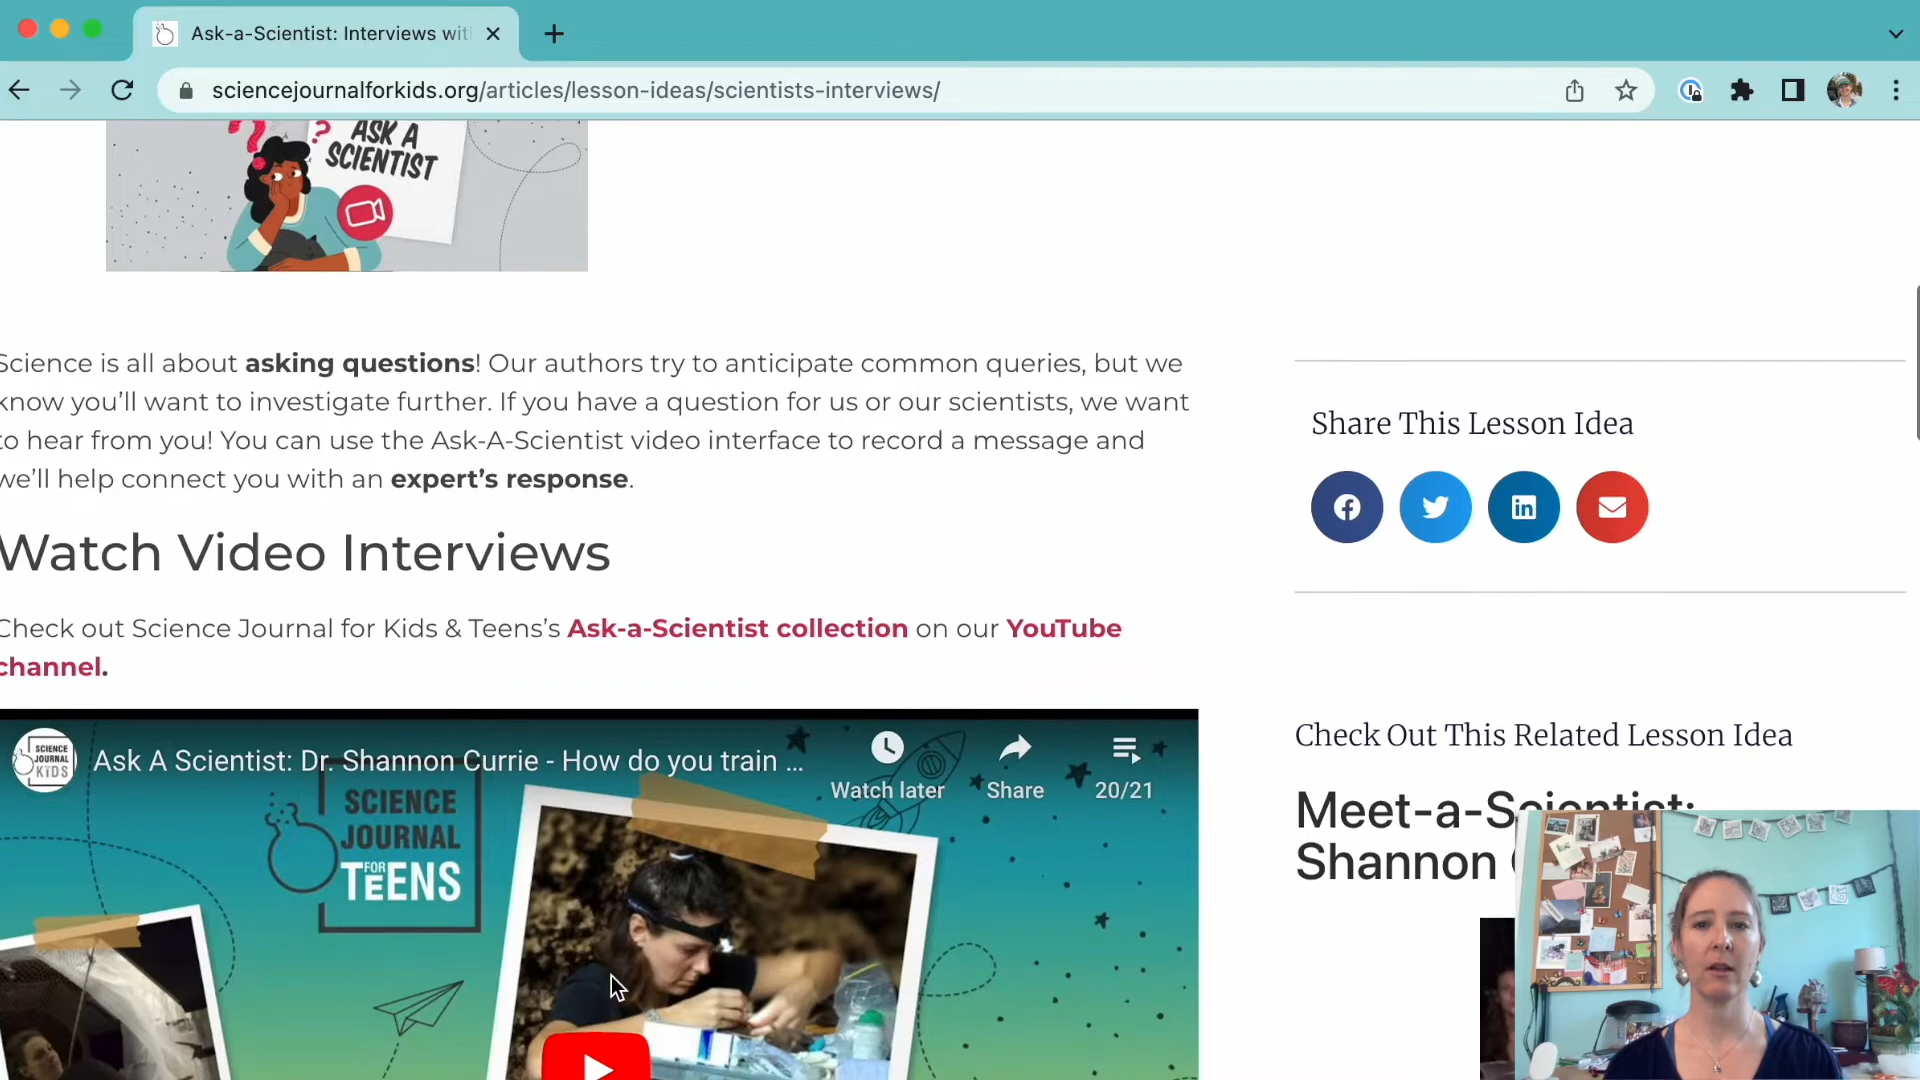 Ask-a-Scientist: Interviews wit
sciencejournalforkids.org/articles/lesson-ideas/scientists-interviews/
ASK A
SCIENTIST
Science is all about asking questions! Our authors try to anticipate common queries, but we
know you’ll want to investigate further. If you have a question for us or our scientists, we want
to hear from you! You can use the Ask-A-Scientist video interface to record a message and
we’ll help connect you with an expert’s response.
Watch Video Interviews
Check out Science Journal for Kids & Teens’s Ask-a-Scientist collection on our YouTube
channel.
Share This Lesson Idea
Check Out This Related Lesson Idea
Meet-a-Scientist:
Shannon
SCIENCE
JOURNAL
KIDS
Ask A Scientist: Dr. Shannon Currie - How do you train ...
Watch later
Share
20/21
SCIENCE
JOURNAL
FOR
TEENS